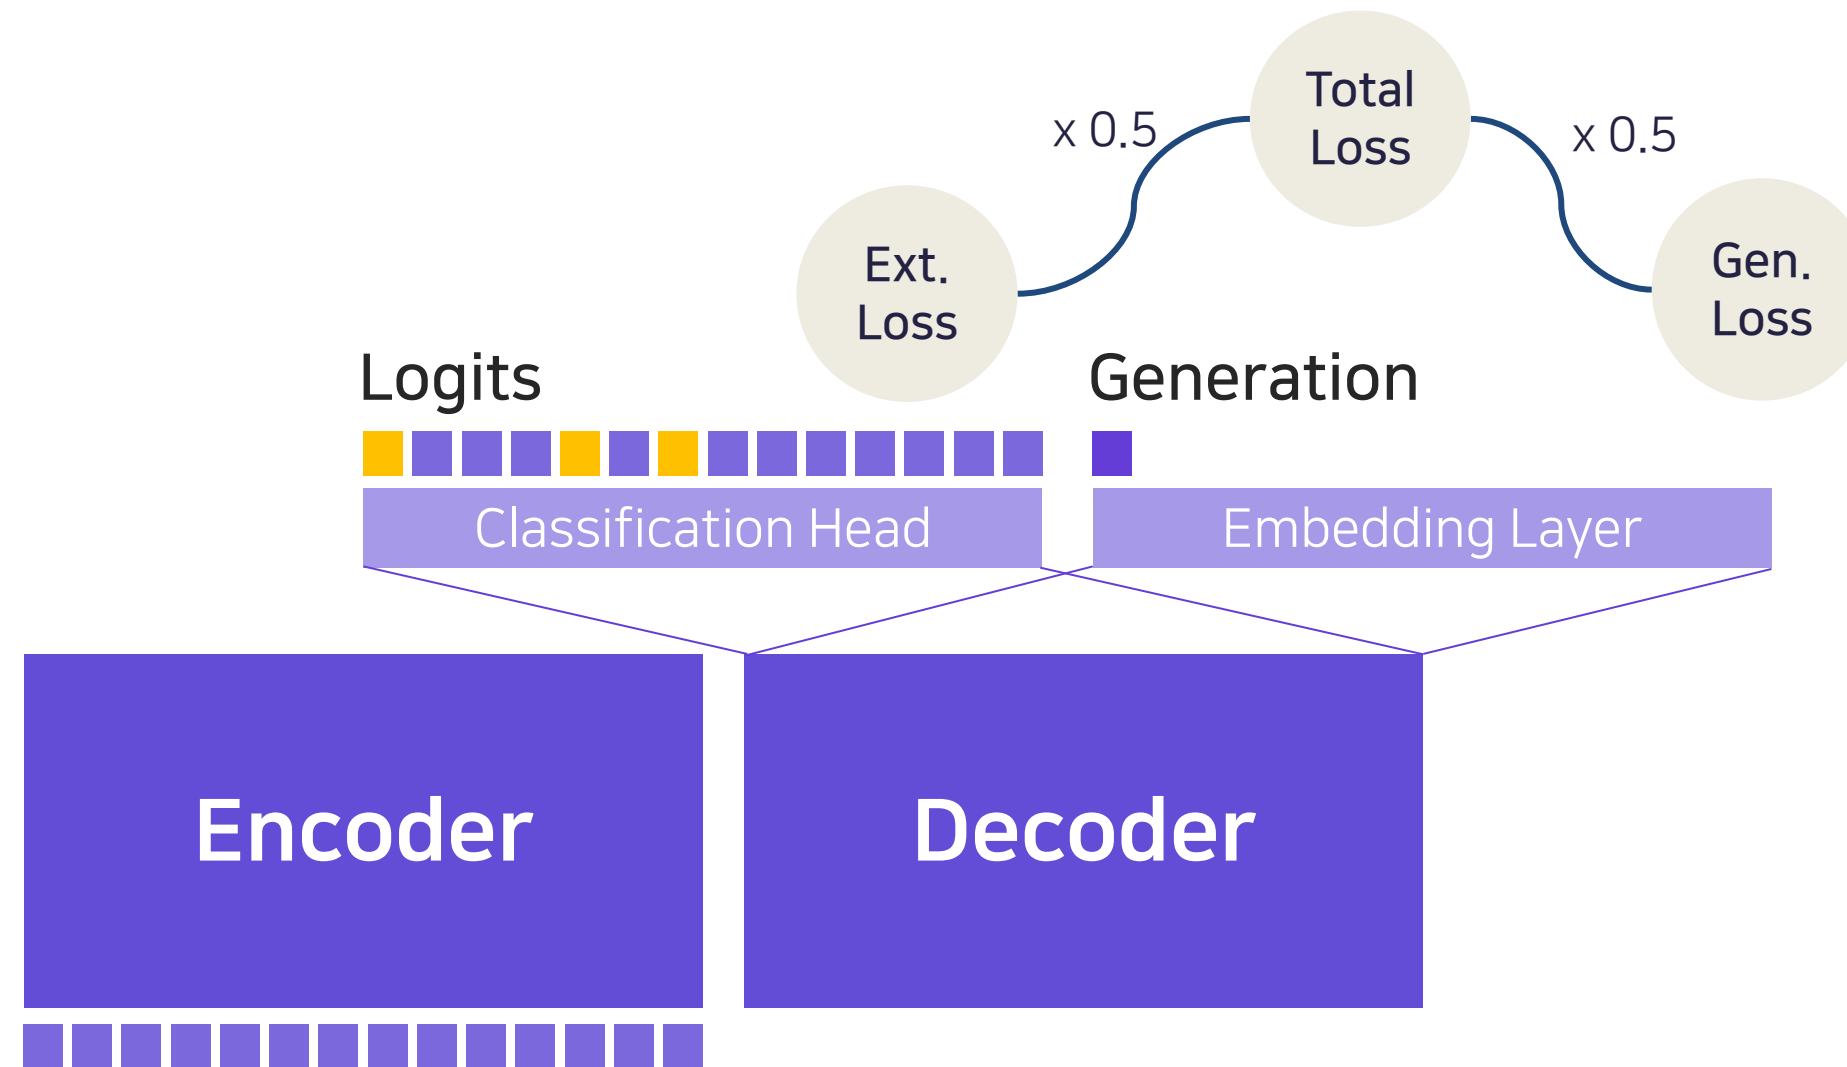 Total
Loss
x 0.5
x 0.5
Ext.
Loss
Gen.
Loss
Logits
Generation
Classification Head
Embedding Layer
Encoder
Decoder